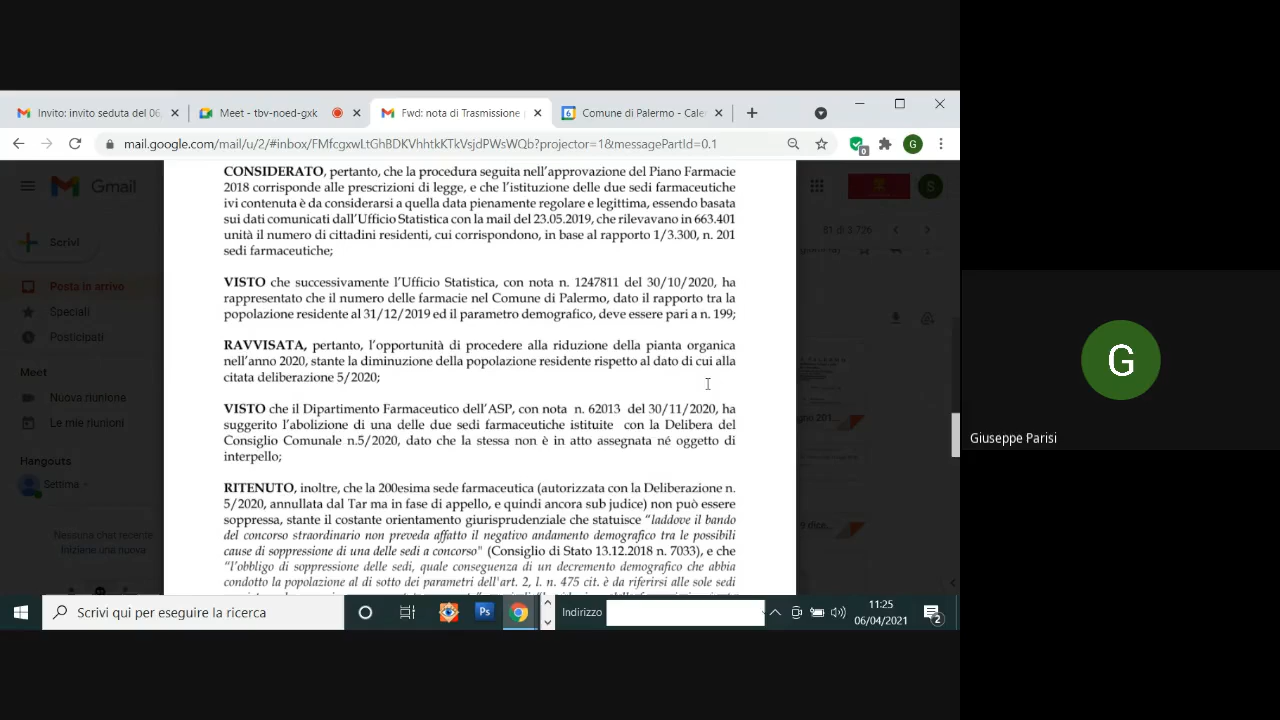 Invito: invito seduta del 06
Meet - tbv-noed-gxk
Fwd: nota di Trasmissione
Comune di Palermo - Cale
mail.google.com/mail/u/2/#inbox/FMfcgxwLtGhBDKVhhtkKTkVsjdPWsWQb?projector=1&messagePartId=0.1
0
G
Gmail
S
Scrivi
81 di 3.726
Posta in arrivo
Speciali
Posticipati
Meet
Nuova riunione
Le mie riunioni
Hangouts
Settima
Nessuna chat recente
Iniziane una nuova
CONSIDERATO, pertanto, che la procedura seguita nell'approvazione del Piano Farmacie
2018 corrisponde alle prescrizioni di legge, e che l'istituzione delle due sedi farmaceutiche
ivi contenuta è da considerarsi a quella data pienamente regolare e legittima, essendo basata
sui dati comunicati dall'Ufficio Statistica con la mail del 23.05.2019, che rilevavano in 663.401
unità il numero di cittadini residenti, cui corrispondono, in base al rapporto 1/3.300, n. 201
sedi farmaceutiche;
VISTO che successivamente l'Ufficio Statistica, con nota n. 1247811 del 30/10/2020, ha
rappresentato che il numero delle farmacie nel Comune di Palermo, dato il rapporto tra la
popolazione residente al 31/12/2019 ed il parametro demografico, deve essere pari a n. 199;
RAVVISATA, pertanto, l'opportunità di procedere alla riduzione della pianta organica
nell'anno 2020, stante la diminuzione della popolazione residente rispetto al dato di cui alla
citata deliberazione 5/2020;
VISTO che il Dipartimento Farmaceutico dell'ASP, con nota n. 62013 del 30/11/2020, ha
suggerito l'abolizione di una delle due sedi farmaceutiche istituite con la Delibera del
Consiglio Comunale n.5/2020, dato che la stessa non è in atto assegnata né oggetto di
interpello;
RITENUTO, inoltre, che la 200esima sede farmaceutica (autorizzata con la Deliberazione n.
5/2020, annullata dal Tar ma in fase di appello, e quindi ancora sub judice) non può essere
soppressa, stante il costante orientamento giurisprudenziale che statuisce "laddove il bando
del concorso straordinario non preveda affatto il negativo andamento demografico tra le possibili
cause di soppressione di una delle sedi a concorso" (Consiglio di Stato 13.12.2018 n. 7033), e che
"l'obbligo di soppressione delle sedi, quale conseguenza di un decremento demografico che abbia
condotto la popolazione al di sotto dei parametri dell'art. 2, l. n. 475 cit. è da riferirsi alle sole sedi
Scrivi qui per eseguire la ricerca
Ps
Indirizzo
11:25
06/04/2021
2
G
Giuseppe Parisi